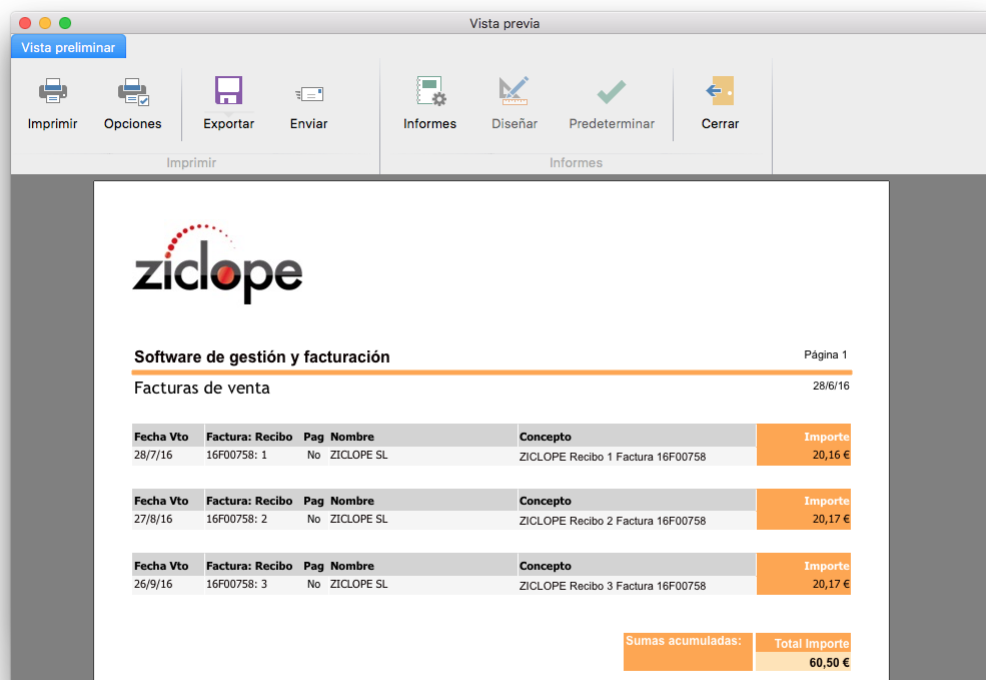 Vista previa
Vista preliminar
Imprimir Opciones Exportar Enviar Informes Diseñar Predeterminar Cerrar
Imprimir Informes
ziclope
Software de gestión y facturación Página 1
Facturas de venta 28/6/16
Fecha Vto Factura: Recibo Pag Nombre Concepto Importe
28/7/16 16F00758: 1 No ZICLOPE SL ZICLOPE Recibo 1 Factura 16F00758 20,16 €
Fecha Vto Factura: Recibo Pag Nombre Concepto Importe
27/8/16 16F00758: 2 No ZICLOPE SL ZICLOPE Recibo 2 Factura 16F00758 20,17 €
Fecha Vto Factura: Recibo Pag Nombre Concepto Importe
26/9/16 16F00758: 3 No ZICLOPE SL ZICLOPE Recibo 3 Factura 16F00758 20,17 €
Sumas acumuladas: Total Importe
60,50 €